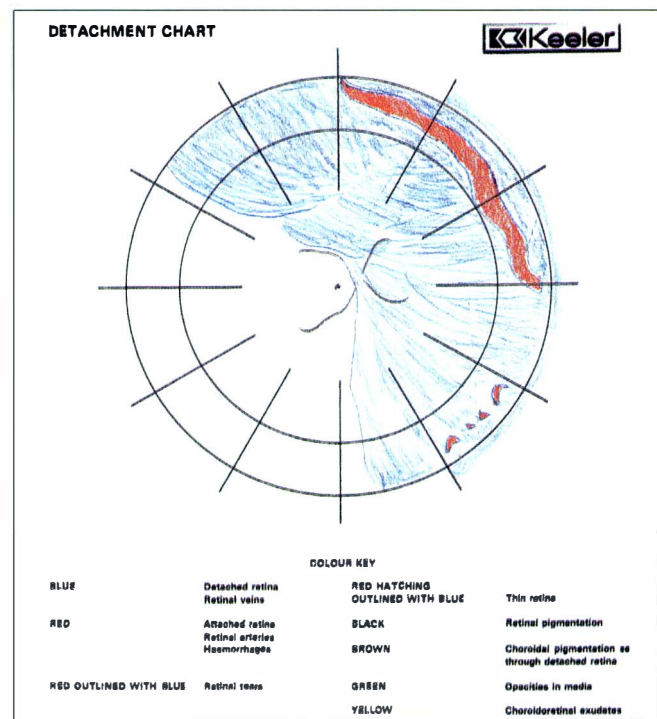 DETACHMENT CHART
Keeler
COLOUR KEY
BLUE Detached retina
Retinal veins
RED Attached retina
Retinal arteries
Haemorrhages
RED OUTLINED WITH BLUE Retinal tears
RED HATCHING
OUTLINED WITH BLUE Thin retina
BLACK Retinal pigmentation
BROWN Choroidal pigmentation as
through detached retina
GREEN Opacities in media
YELLOW Choroidoretinal exudates